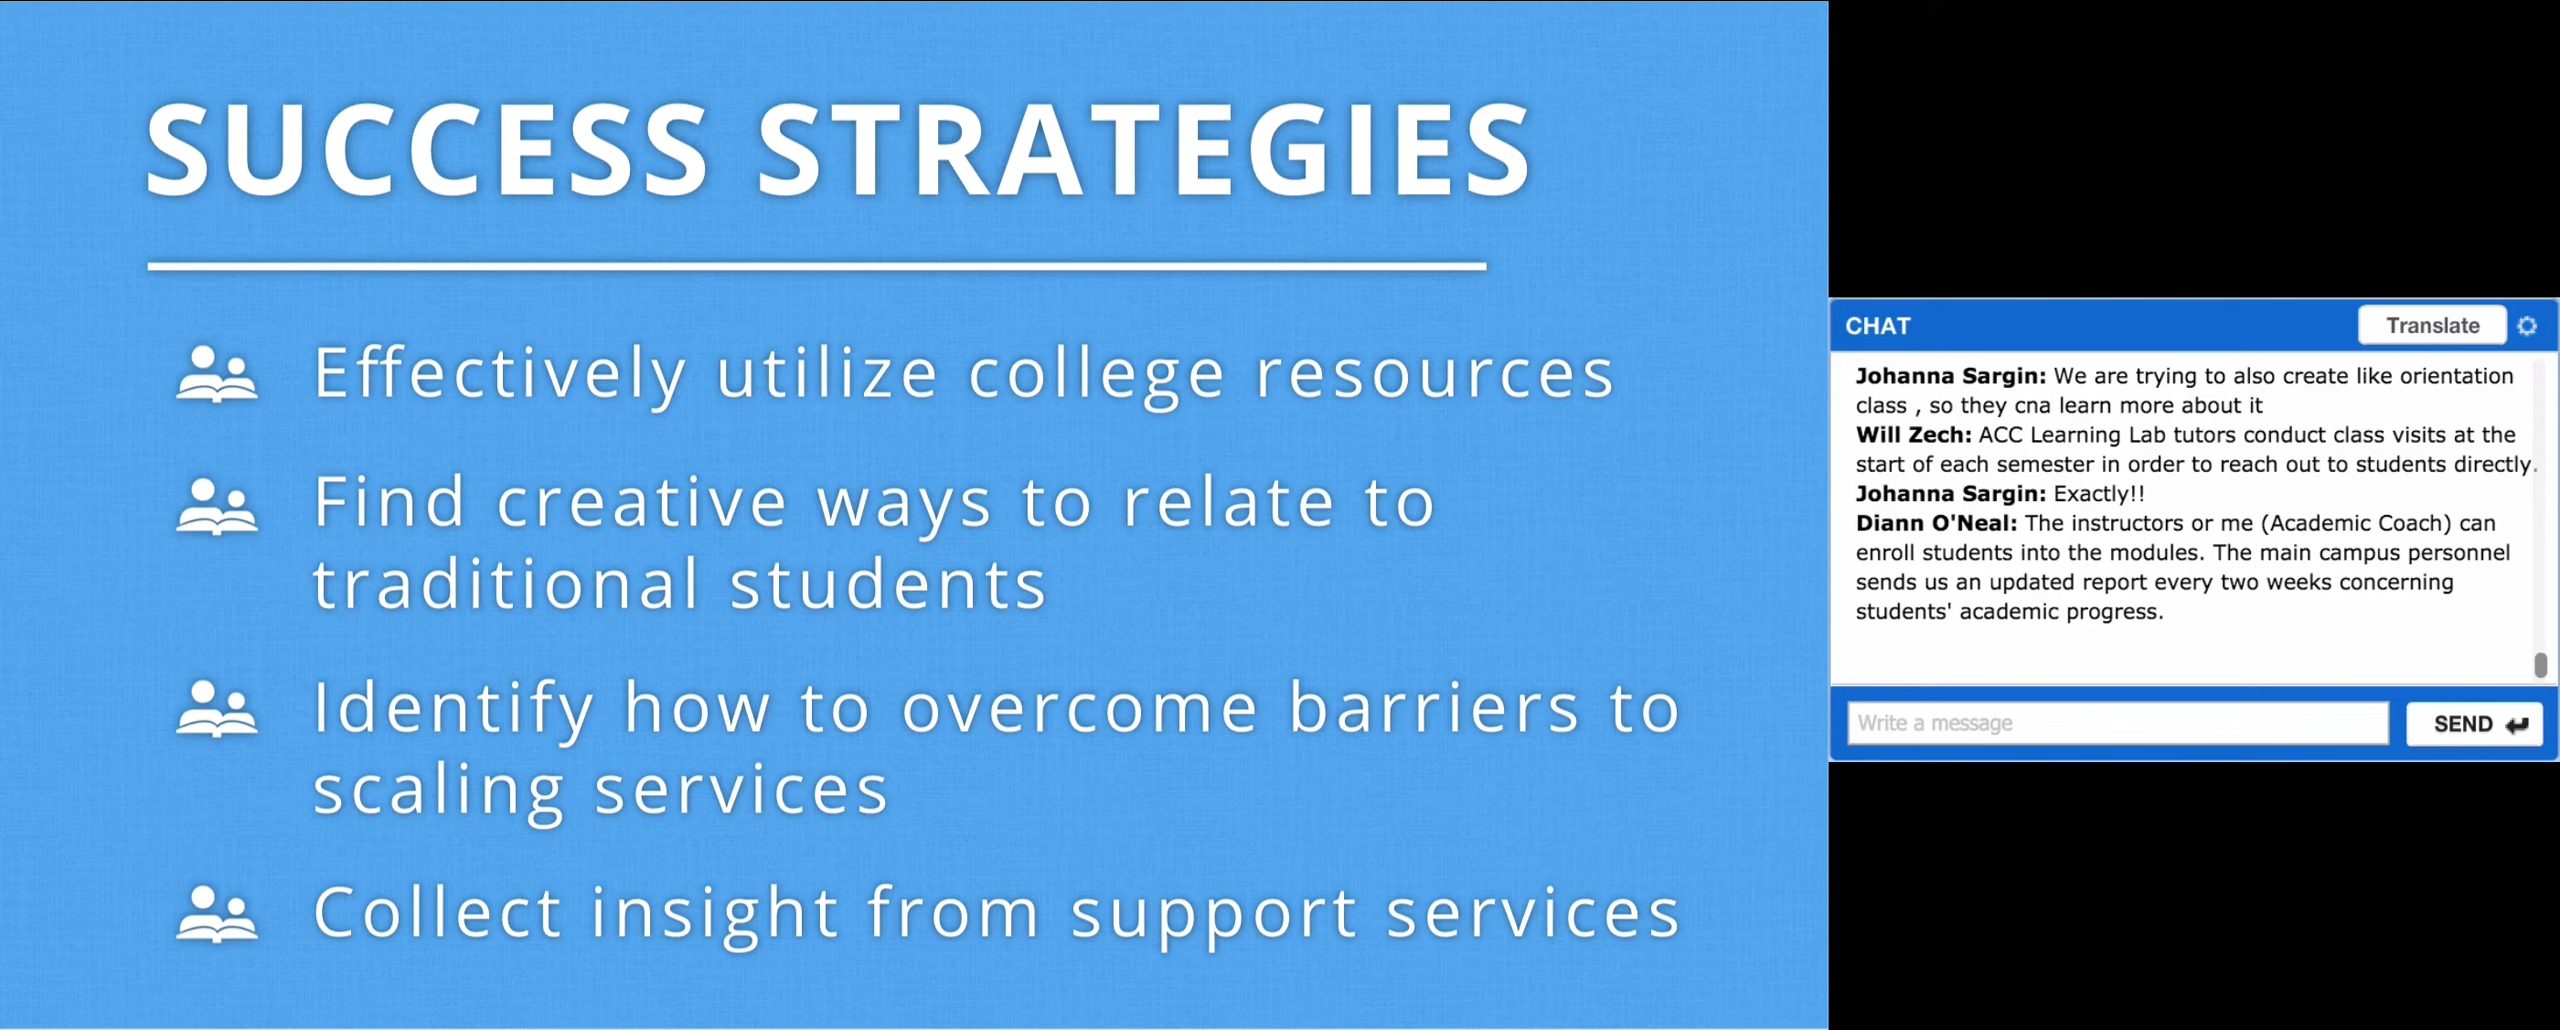 SUCCESS STRATEGIES
Effectively utilize college resources
Find creative ways to relate to
traditional students
Identify how to overcome barriers to
scaling services
Collect insight from support services
CHAT
Translate
Johanna Sargin: We are trying to also create like orientation
class , so they cna learn more about it
Will Zech: ACC Learning Lab tutors conduct class visits at the
start of each semester in order to reach out to students directly.
Johanna Sargin: Exactly!!
Diann O'Neal: The instructors or me (Academic Coach) can
enroll students into the modules. The main campus personnel
sends us an updated report every two weeks concerning
students' academic progress.
Write a message
SEND